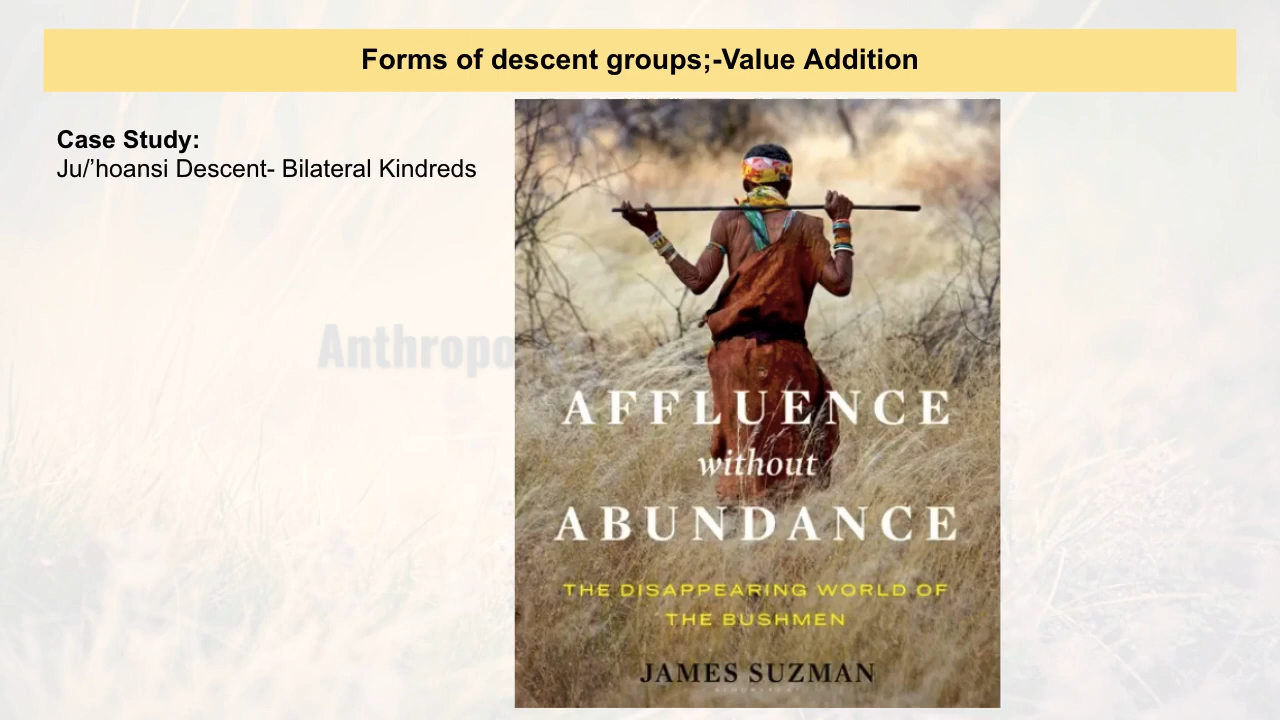 Forms of descent groups;-Value Addition
Case Study:
Ju/’hoansi Descent- Bilateral Kindreds
Anthropo
AFFLUENCE
without
ABUNDANCE
THE DISAPPEARING WORLD OF
THE BUSHMEN
JAMES SUZMAN